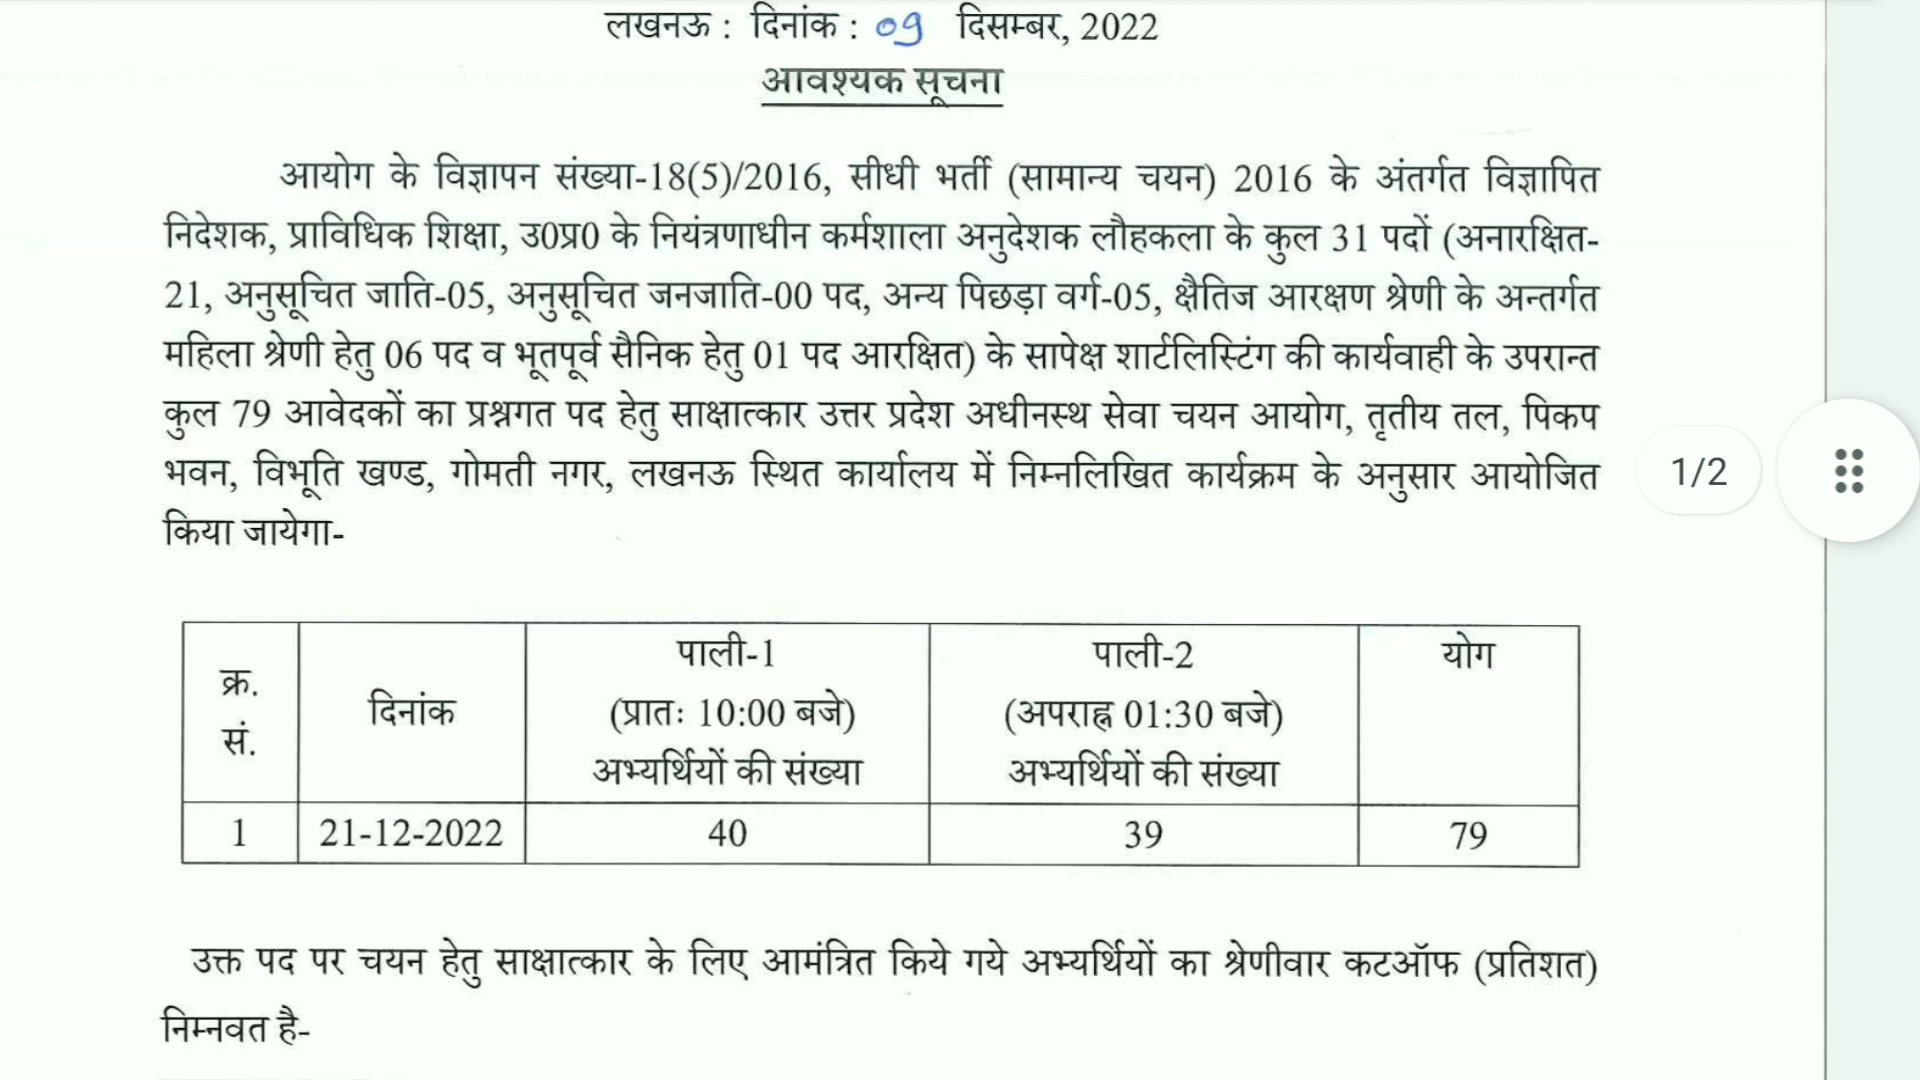 लखनऊ : दिनांक : 09 दिसम्बर, 2022
आवश्यक सूचना
आयोग के विज्ञापन संख्या-18(5)/2016, सीधी भर्ती (सामान्य चयन) 2016 के अंतर्गत विज्ञापित
निदेशक, प्राविधिक शिक्षा, उ0प्र0 के नियंत्रणाधीन कर्मशाला अनुदेशक लौहकला के कुल 31 पदों (अनारक्षित-
21, अनुसूचित जाति-05, अनुसूचित जनजाति-00 पद, अन्य पिछड़ा वर्ग-05, क्षैतिज आरक्षण श्रेणी के अन्तर्गत
महिला श्रेणी हेतु 06 पद व भूतपूर्व सैनिक हेतु 01 पद आरक्षित) के सापेक्ष शार्टलिस्टिंग की कार्यवाही के उपरान्त
कुल 79 आवेदकों का प्रश्नगत पद हेतु साक्षात्कार उत्तर प्रदेश अधीनस्थ सेवा चयन आयोग, तृतीय तल, पिकप
भवन, विभूति खण्ड, गोमती नगर, लखनऊ स्थित कार्यालय में निम्नलिखित कार्यक्रम के अनुसार आयोजित
किया जायेगा-
1/2
क्र. सं. दिनांक पाली-1 (प्रातः 10:00 बजे) अभ्यर्थियों की संख्या पाली-2 (अपराह्न 01:30 बजे) अभ्यर्थियों की संख्या योग
1 21-12-2022 40 39 79
उक्त पद पर चयन हेतु साक्षात्कार के लिए आमंत्रित किये गये अभ्यर्थियों का श्रेणीवार कटऑफ (प्रतिशत)
निम्नवत है-